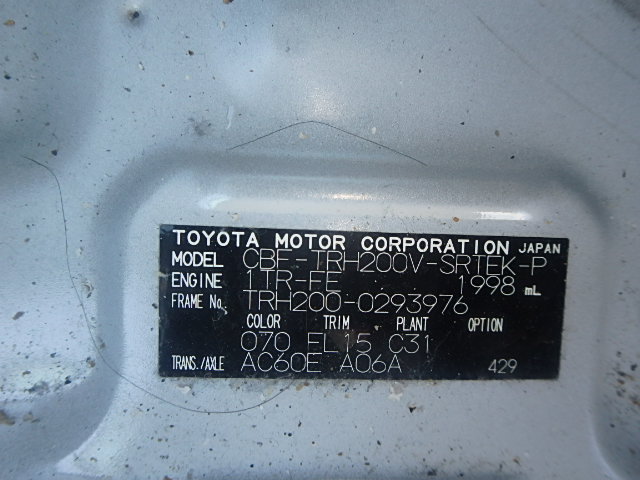 TOYOTA MOTOR CORPORATION JAPAN
MODEL CBF-TRH200V-SRTEK-P
ENGINE 1TR-FE 1998 mL
FRAME No. TRH200-0293976
COLOR TRIM PLANT OPTION
070 FL15 C31
TRANS./AXLE AC60E A06A 429